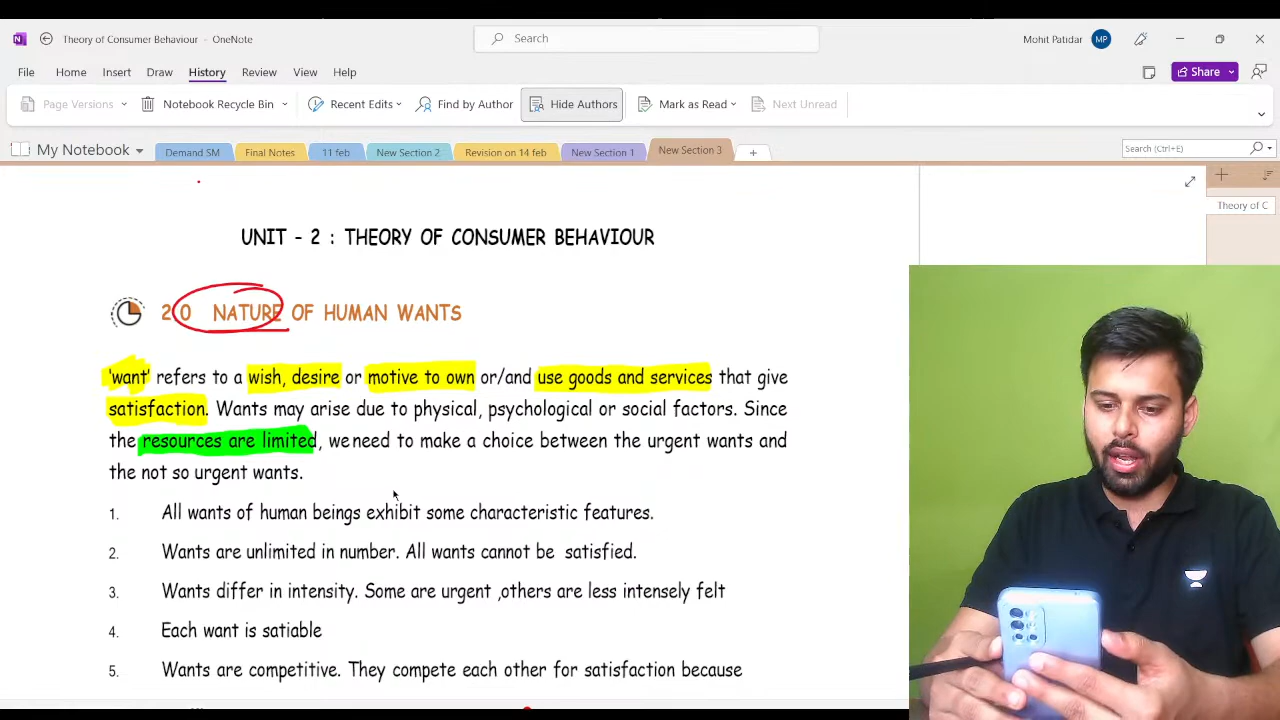 Theory of Consumer Behaviour - OneNote
Search
Mohit Patidar MP
File Home Insert Draw History Review View Help
Share
Page Versions Notebook Recycle Bin Recent Edits Find by Author Hide Authors Mark as Read Next Unread
My Notebook Demand SM Final Notes 11 feb New Section 2 Revision on 14 feb New Section 1 New Section 3 Search (Ctrl+E)
Theory of C
UNIT - 2 : THEORY OF CONSUMER BEHAVIOUR
2 0 NATURE OF HUMAN WANTS
'want' refers to a wish, desire or motive to own or/and use goods and services that give
satisfaction. Wants may arise due to physical, psychological or social factors. Since
the resources are limited, we need to make a choice between the urgent wants and
the not so urgent wants.
1. All wants of human beings exhibit some characteristic features.
2. Wants are unlimited in number. All wants cannot be satisfied.
3. Wants differ in intensity. Some are urgent ,others are less intensely felt
4. Each want is satiable
5. Wants are competitive. They compete each other for satisfaction because